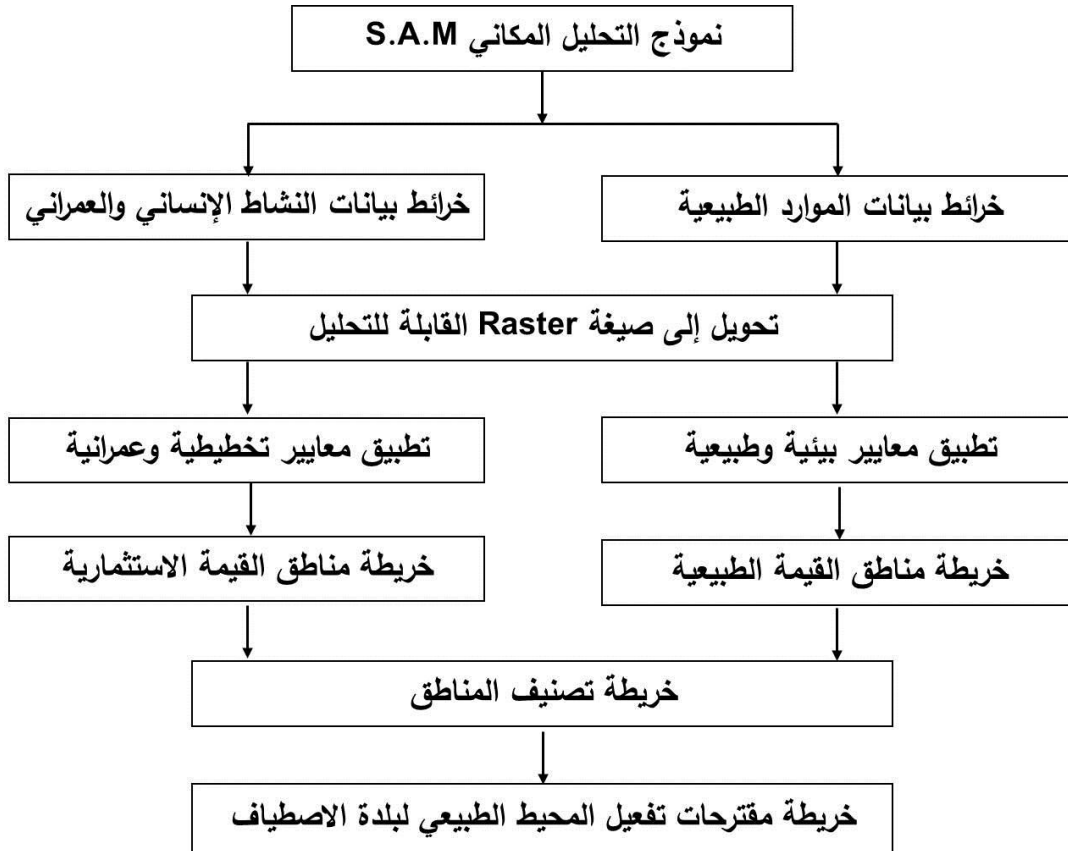 نموذج التحليل المكاني S.A.M
خرائط بيانات الموارد الطبيعية
خرائط بيانات النشاط الإنساني والعمراني
تحويل إلى صيغة Raster القابلة للتحليل
تطبيق معايير بيئية وطبيعية
تطبيق معايير تخطيطية وعمرانية
خريطة مناطق القيمة الطبيعية
خريطة مناطق القيمة الاستثمارية
خريطة تصنيف المناطق
خريطة مقترحات تفعيل المحيط الطبيعي لبلدة الاصطياف